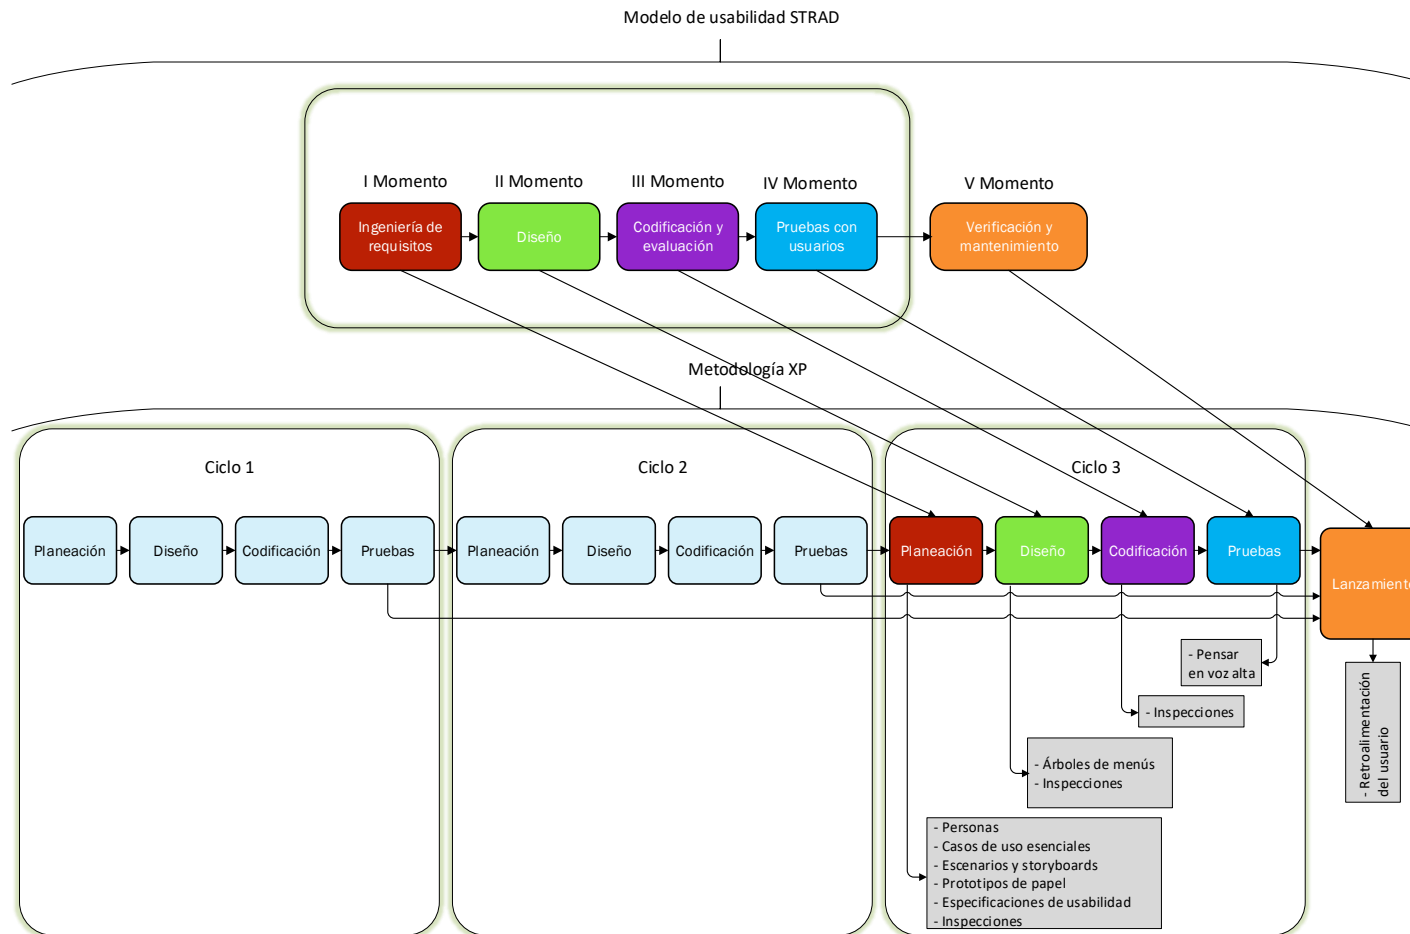 Modelo de usabilidad STRAD
I Momento
II Momento
III Momento
IV Momento
V Momento
Ingeniería de
requisitos
Diseño
Codificación y
evaluación
Pruebas con
usuarios
Verificación y
mantenimiento
Metodología XP
Ciclo 1
Ciclo 2
Ciclo 3
Planeación
Diseño
Codificación
Pruebas
Planeación
Diseño
Codificación
Pruebas
Planeación
Diseño
Codificación
Pruebas
Lanzamiento
- Pensar
en voz alta
- Inspecciones
- Árboles de menús
- Inspecciones
- Personas
- Casos de uso esenciales
- Escenarios y storyboards
- Prototipos de papel
- Especificaciones de usabilidad
- Inspecciones
- Retroalimentación
del usuario